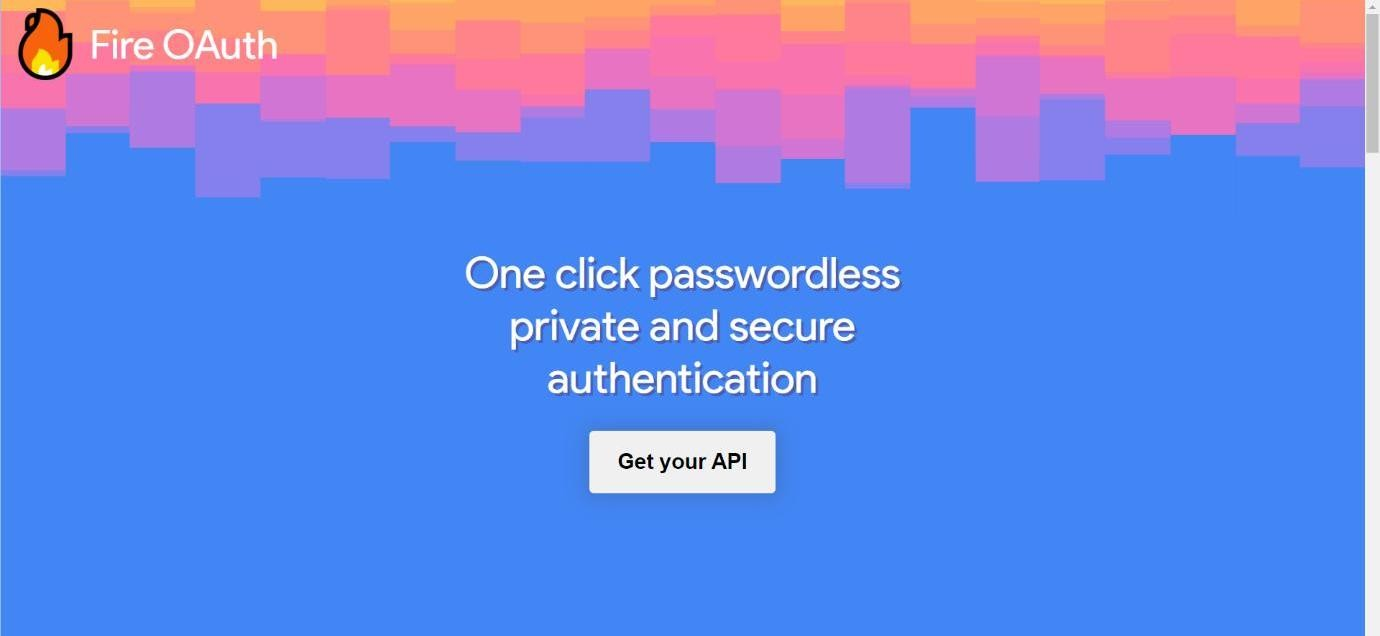 Fire OAuth
One click passwordless
private and secure
authentication
Get your API